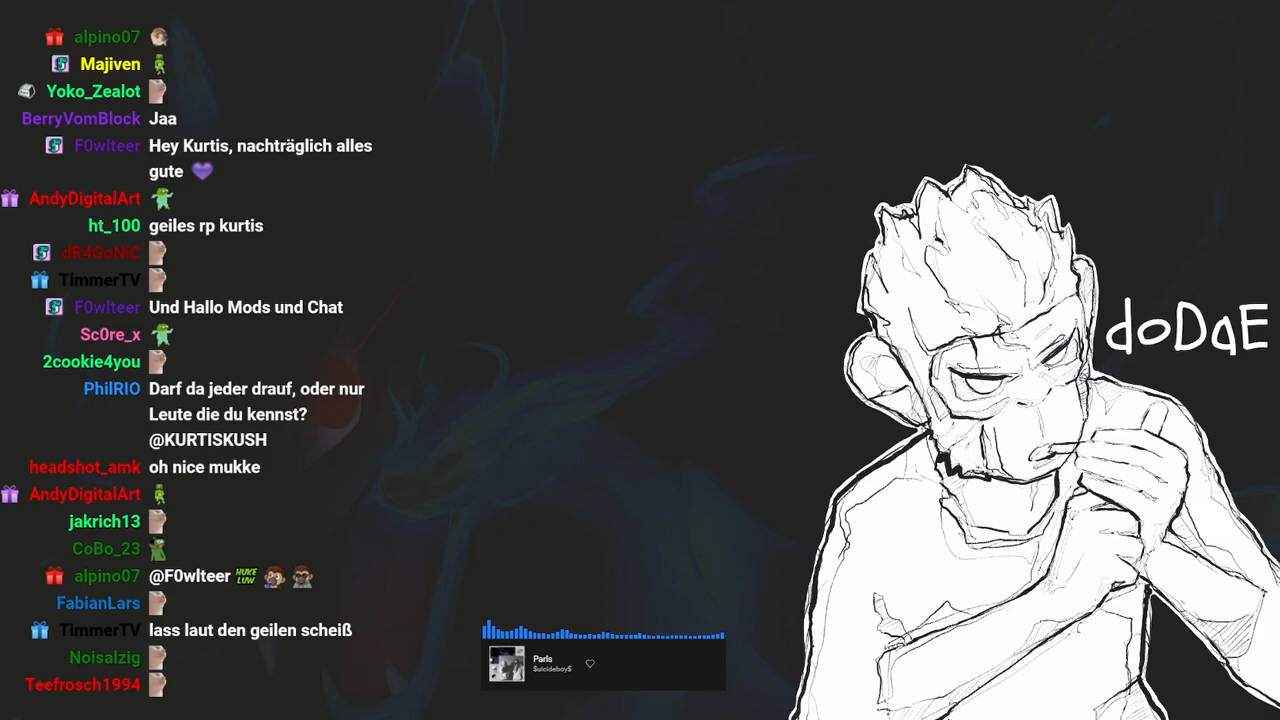 alpino07
Majiven
Yoko_Zealot
BerryVomBlock Jaa
F0wlteer Hey Kurtis, nachträglich alles
gute
AndyDigitalArt
ht_100 geiles rp kurtis
dR4GoNiC
TimmerTV
F0wlteer Und Hallo Mods und Chat
Sc0re_x
2cookie4you
PhilRIO Darf da jeder drauf, oder nur
Leute die du kennst?
@KURTISKUSH
headshot_amk oh nice mukke
AndyDigitalArt
jakrich13
CoBo_23
alpino07 @F0wlteer HUKE
LUW
FabianLars
TimmerTV lass laut den geilen scheiß
Noisalzig
Teefrosch1994
doDaE
Paris
$uicideboy$